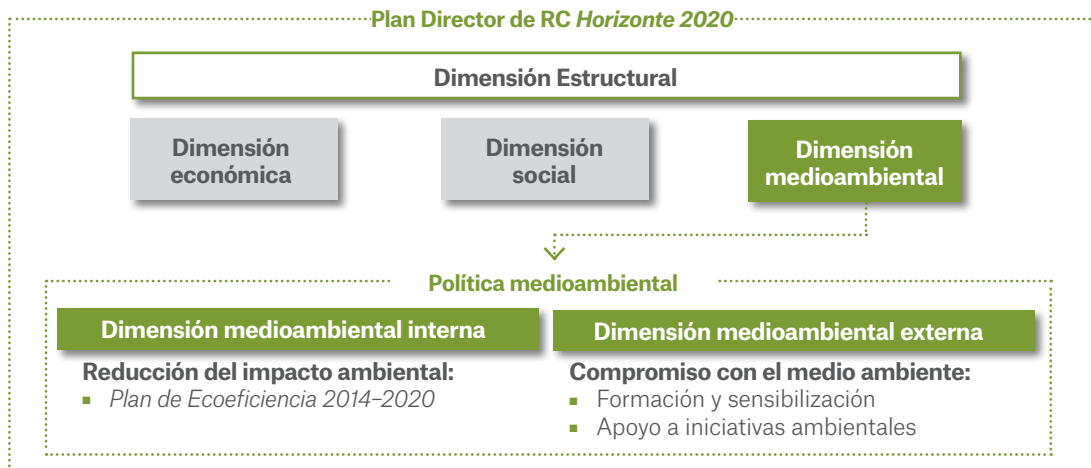 Plan Director de RC Horizonte 2020
Dimensión Estructural
Dimensión
económica
Dimensión
social
Dimensión
medioambiental
Política medioambiental
Dimensión medioambiental interna
Reducción del impacto ambiental:
▪ Plan de Ecoeficiencia 2014–2020
Dimensión medioambiental externa
Compromiso con el medio ambiente:
▪ Formación y sensibilización
▪ Apoyo a iniciativas ambientales